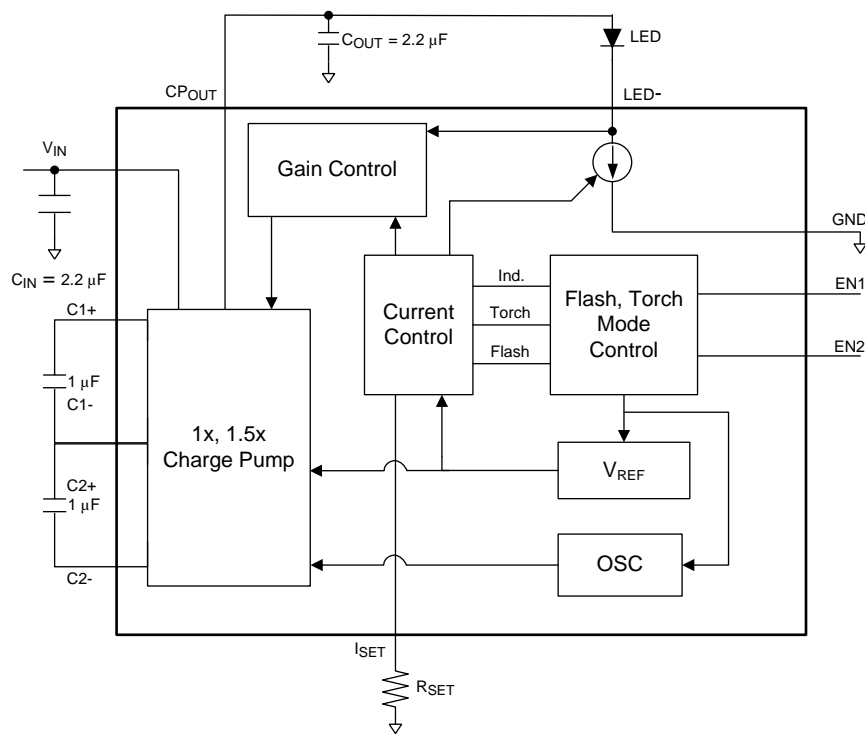 C_OUT = 2.2 μF
LED
CP_OUT
LED-
V_IN
Gain Control
GND
C_IN = 2.2 μF
Ind.
EN1
C1+
Current
Control
Torch
Flash, Torch
Mode
Control
Flash
EN2
1 μF
C1-
1x, 1.5x
Charge Pump
V_REF
C2+
1 μF
OSC
C2-
I_SET
R_SET